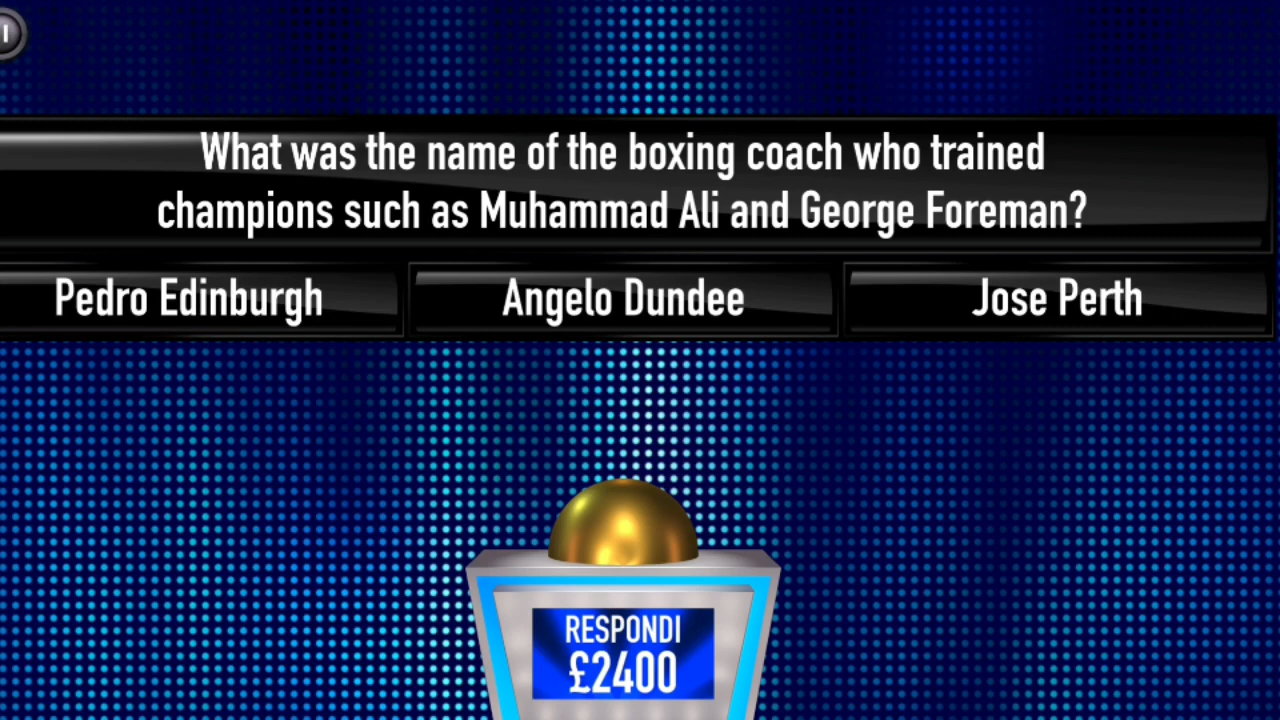 What was the name of the boxing coach who trained
champions such as Muhammad Ali and George Foreman?
Pedro Edinburgh
Angelo Dundee
Jose Perth
RESPONDI
£2400